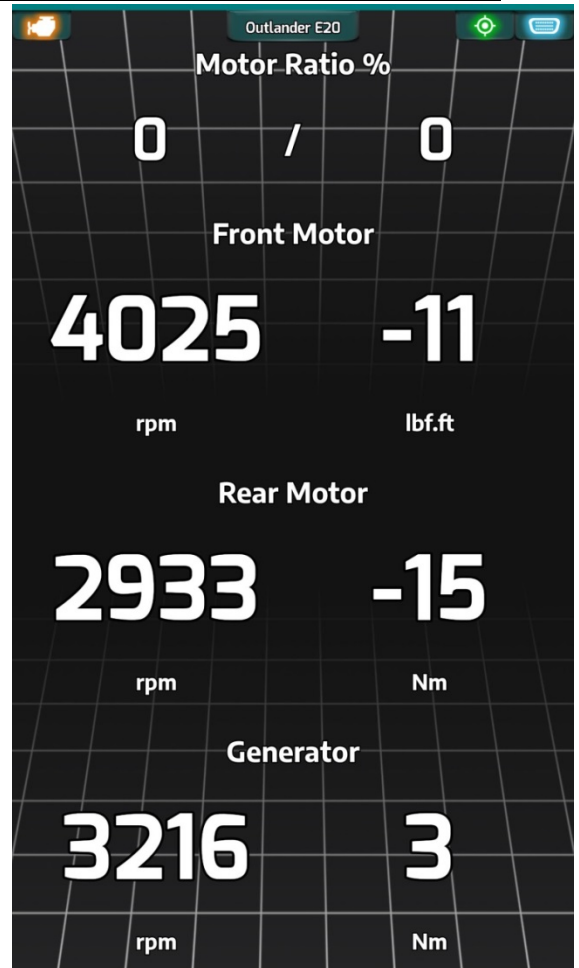 Outlander E20
Motor Ratio %
0 / 0
Front Motor
4025 -11
rpm lbf.ft
Rear Motor
2933 -15
rpm Nm
Generator
3216 3
rpm Nm